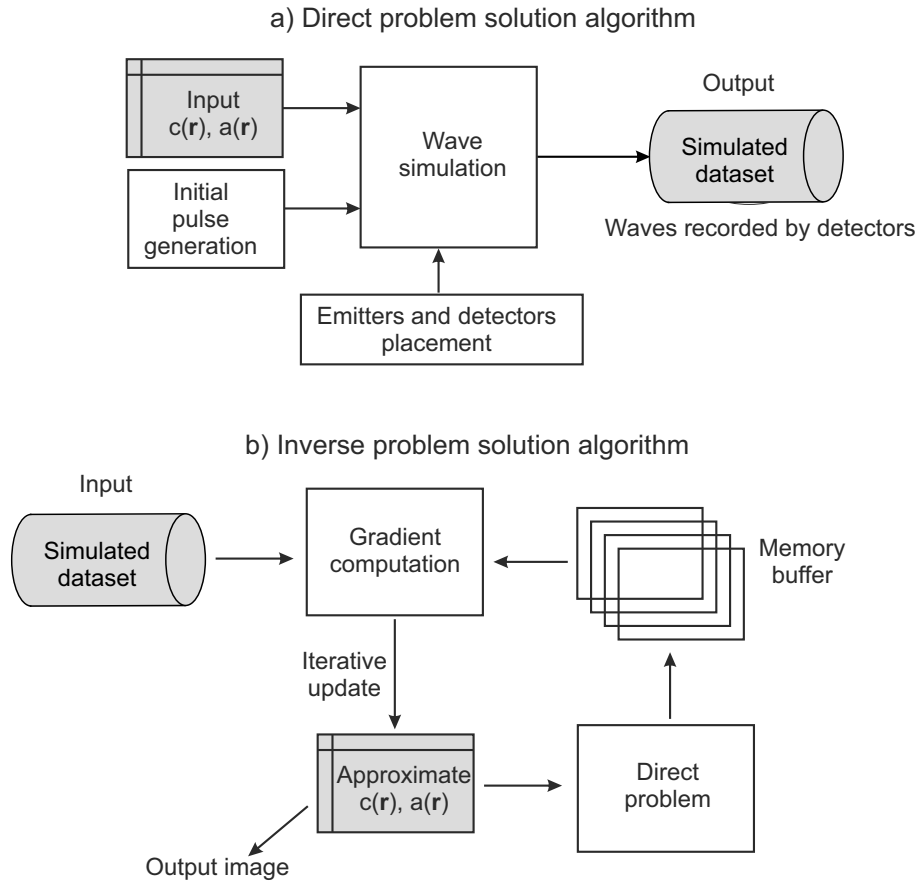 a) Direct problem solution algorithm
Input
c(r), a(r)
Initial
pulse
generation
Wave
simulation
Emitters and detectors
placement
Output
Simulated
dataset
Waves recorded by detectors
b) Inverse problem solution algorithm
Input
Simulated
dataset
Gradient
computation
Memory
buffer
Iterative
update
Approximate
c(r), a(r)
Direct
problem
Output image